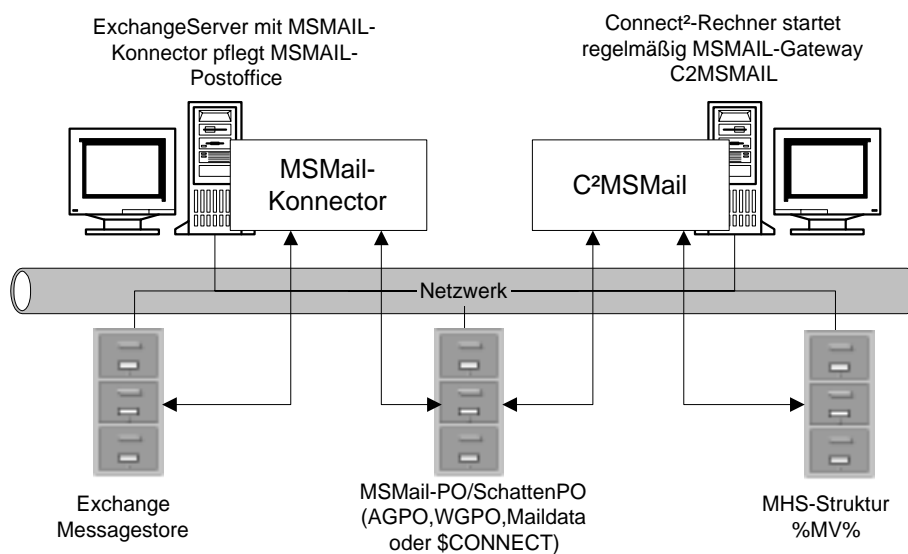 ExchangeServer mit MSMAIL-
Konnector pflegt MSMAIL-
Postoffice
Connect²-Rechner startet
regelmäßig MSMAIL-Gateway
C2MSMAIL
MSMail-
Konnector
C²MSMail
Netzwerk
Exchange
Messagestore
MSMail-PO/SchattenPO
(AGPO,WGPO,Maildata
oder $CONNECT)
MHS-Struktur
%MV%